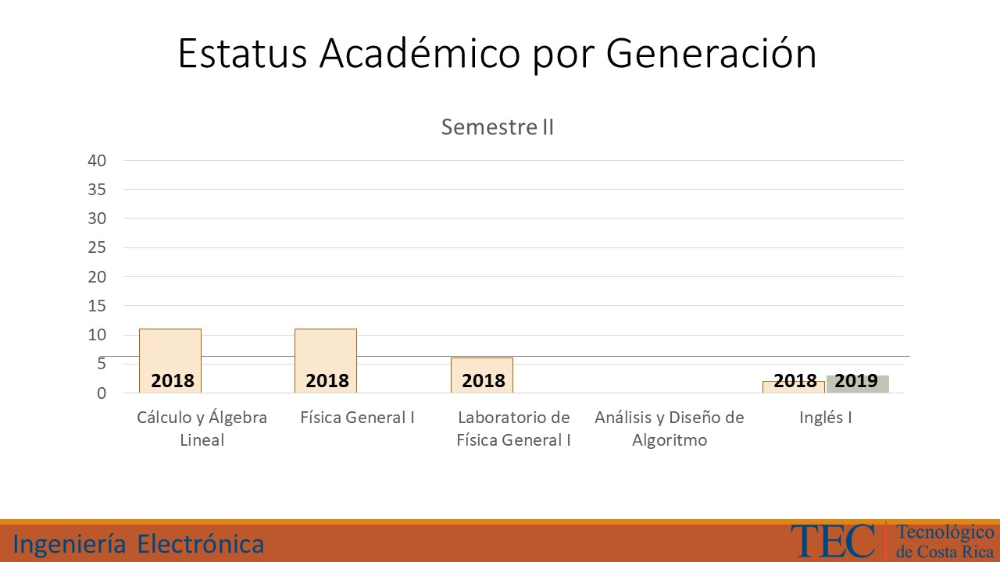 Estatus Académico por Generación
Semestre II
40
35
30
25
20
15
10
5
0
2018
2018
2018
2018
2019
Cálculo y Álgebra
Lineal
Física General I
Laboratorio de
Física General I
Análisis y Diseño de
Algoritmo
Inglés I
Ingeniería Electrónica
TEC
Tecnológico
de Costa Rica